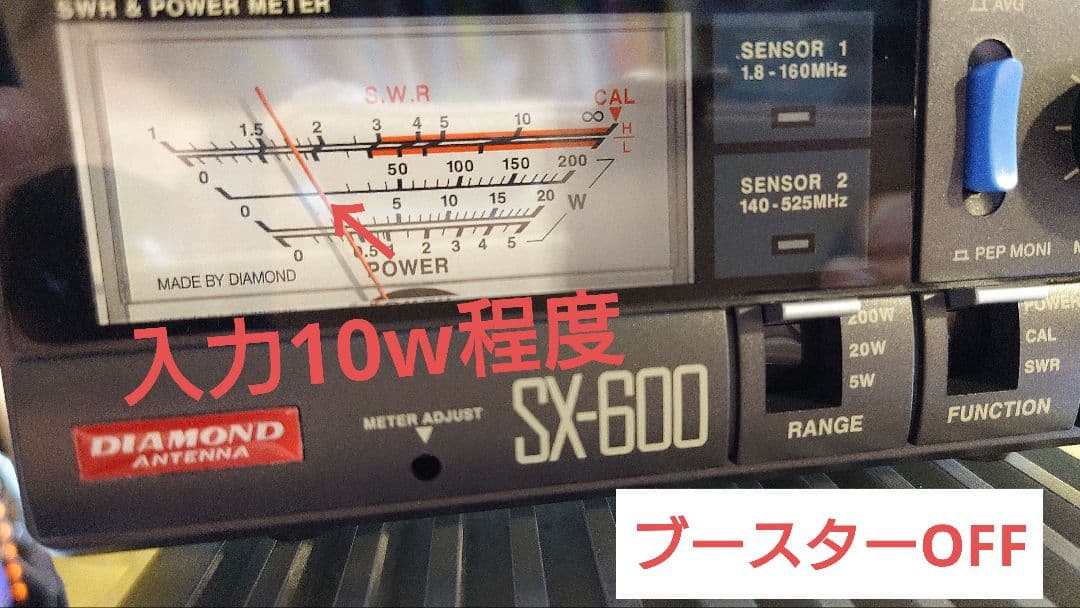 SWR & POWER METER
AVG
SENSOR 1
1.8 - 160MHz
S.W.R
CAL
1 1.5 2 3 4 5 10 ∞
H
L
0 50 100 150 200
0 5 10 15 20
W
0 0.5 1 2 3 4 5
POWER
MADE BY DIAMOND
SENSOR 2
140 - 525MHz
PEP MONI
入力10w程度
200W
20W
5W
RANGE
POWER
CAL
SWR
FUNCTION
METER ADJUST
SX-600
DIAMOND
ANTENNA
ブースターOFF